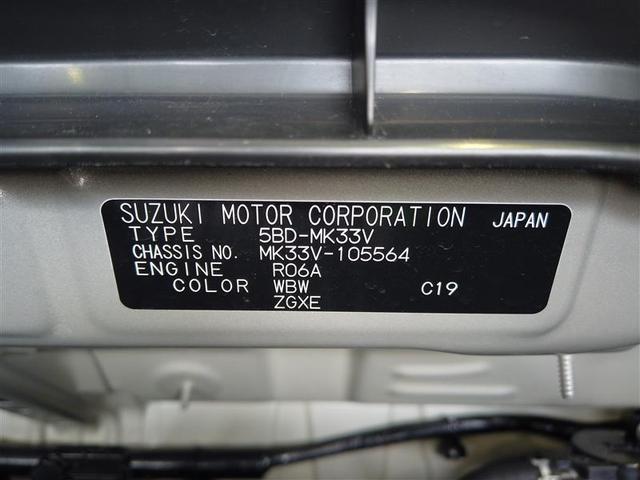 SUZUKI MOTOR CORPORATION JAPAN
TYPE 5BD-MK33V
CHASSIS NO. MK33V-105564
ENGINE R06A
COLOR WBW C19
ZGXE